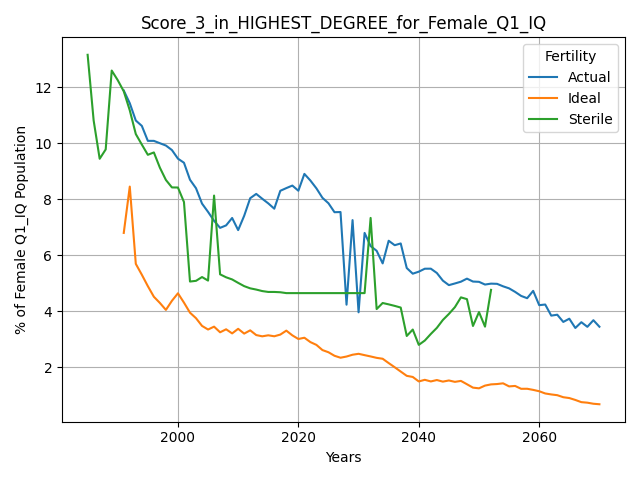 Score_3_in_HIGHEST_DEGREE_for_Female_Q1_IQ
Fertility
Actual
Ideal
Sterile
% of Female Q1_IQ Population
12
10
8
6
4
2
2000 2020 2040 2060
Years